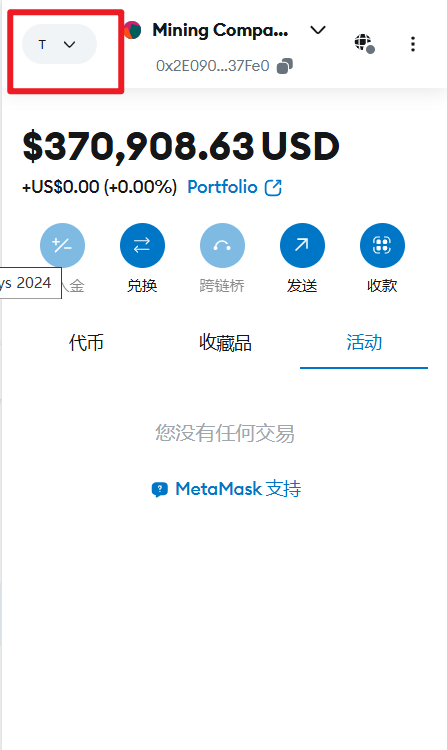 T
Mining Compa...
0x2E090...37Fe0
$370,908.63 USD
+US$0.00 (+0.00%) Portfolio
ys 2024
入金 兑换 跨链桥 发送 收款
代币 收藏品 活动
您没有任何交易
MetaMask 支持